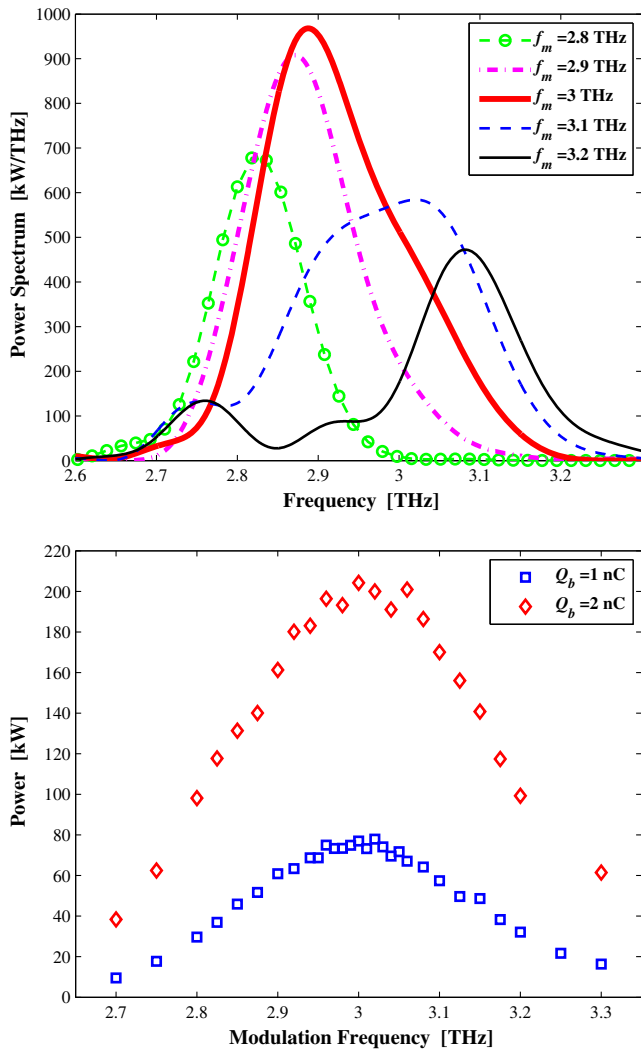 1000
900
800
700
600
500
400
300
200
100
0
Power Spectrum [kW/THz]
2.6 2.7 2.8 2.9 3 3.1 3.2
Frequency [THz]
f_m =2.8 THz
f_m =2.9 THz
f_m =3 THz
f_m =3.1 THz
f_m =3.2 THz
220
200
180
160
140
120
100
80
60
40
20
0
Power [kW]
2.7 2.8 2.9 3 3.1 3.2 3.3
Modulation Frequency [THz]
Q_b =1 nC
Q_b =2 nC